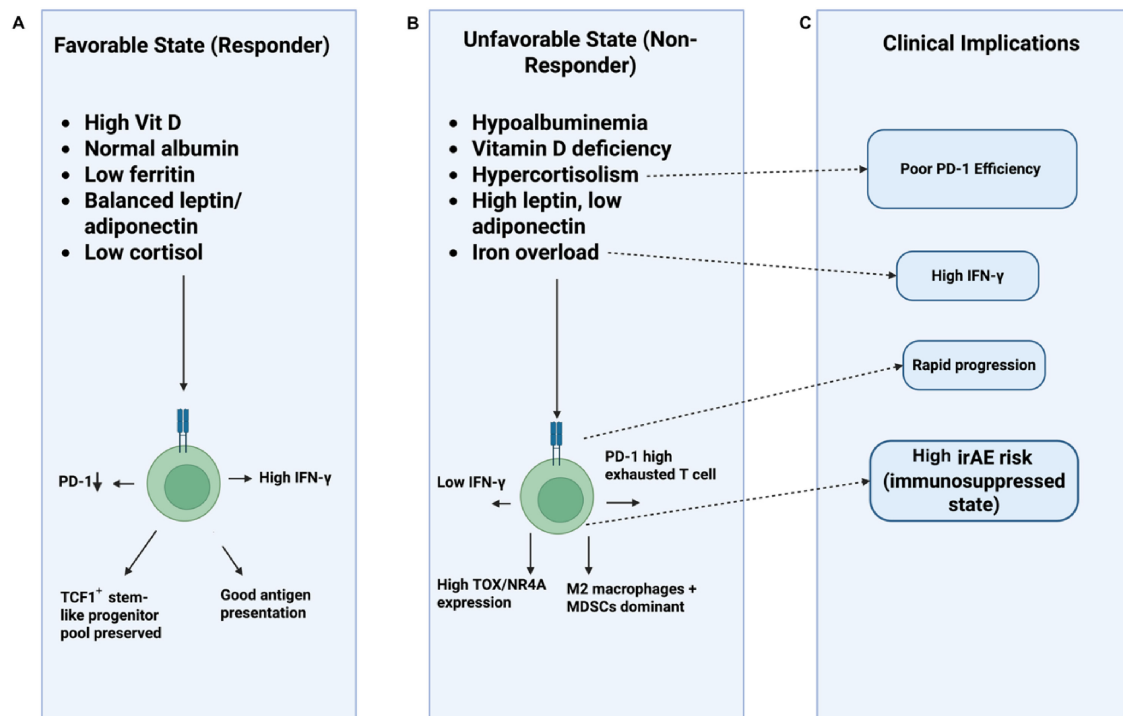 A
Favorable State (Responder)
• High Vit D
• Normal albumin
• Low ferritin
• Balanced leptin/
adiponectin
• Low cortisol
PD-1↓
High IFN-γ
TCF1⁺ stem-
like progenitor
pool preserved
Good antigen
presentation
B
Unfavorable State (Non-
Responder)
• Hypoalbuminemia
• Vitamin D deficiency
• Hypercortisolism
• High leptin, low
adiponectin
• Iron overload
Low IFN-γ
PD-1 high
exhausted T cell
High TOX/NR4A
expression
M2 macrophages +
MDSCs dominant
C
Clinical Implications
Poor PD-1 Efficiency
High IFN-γ
Rapid progression
High irAE risk
(immunosuppressed
state)